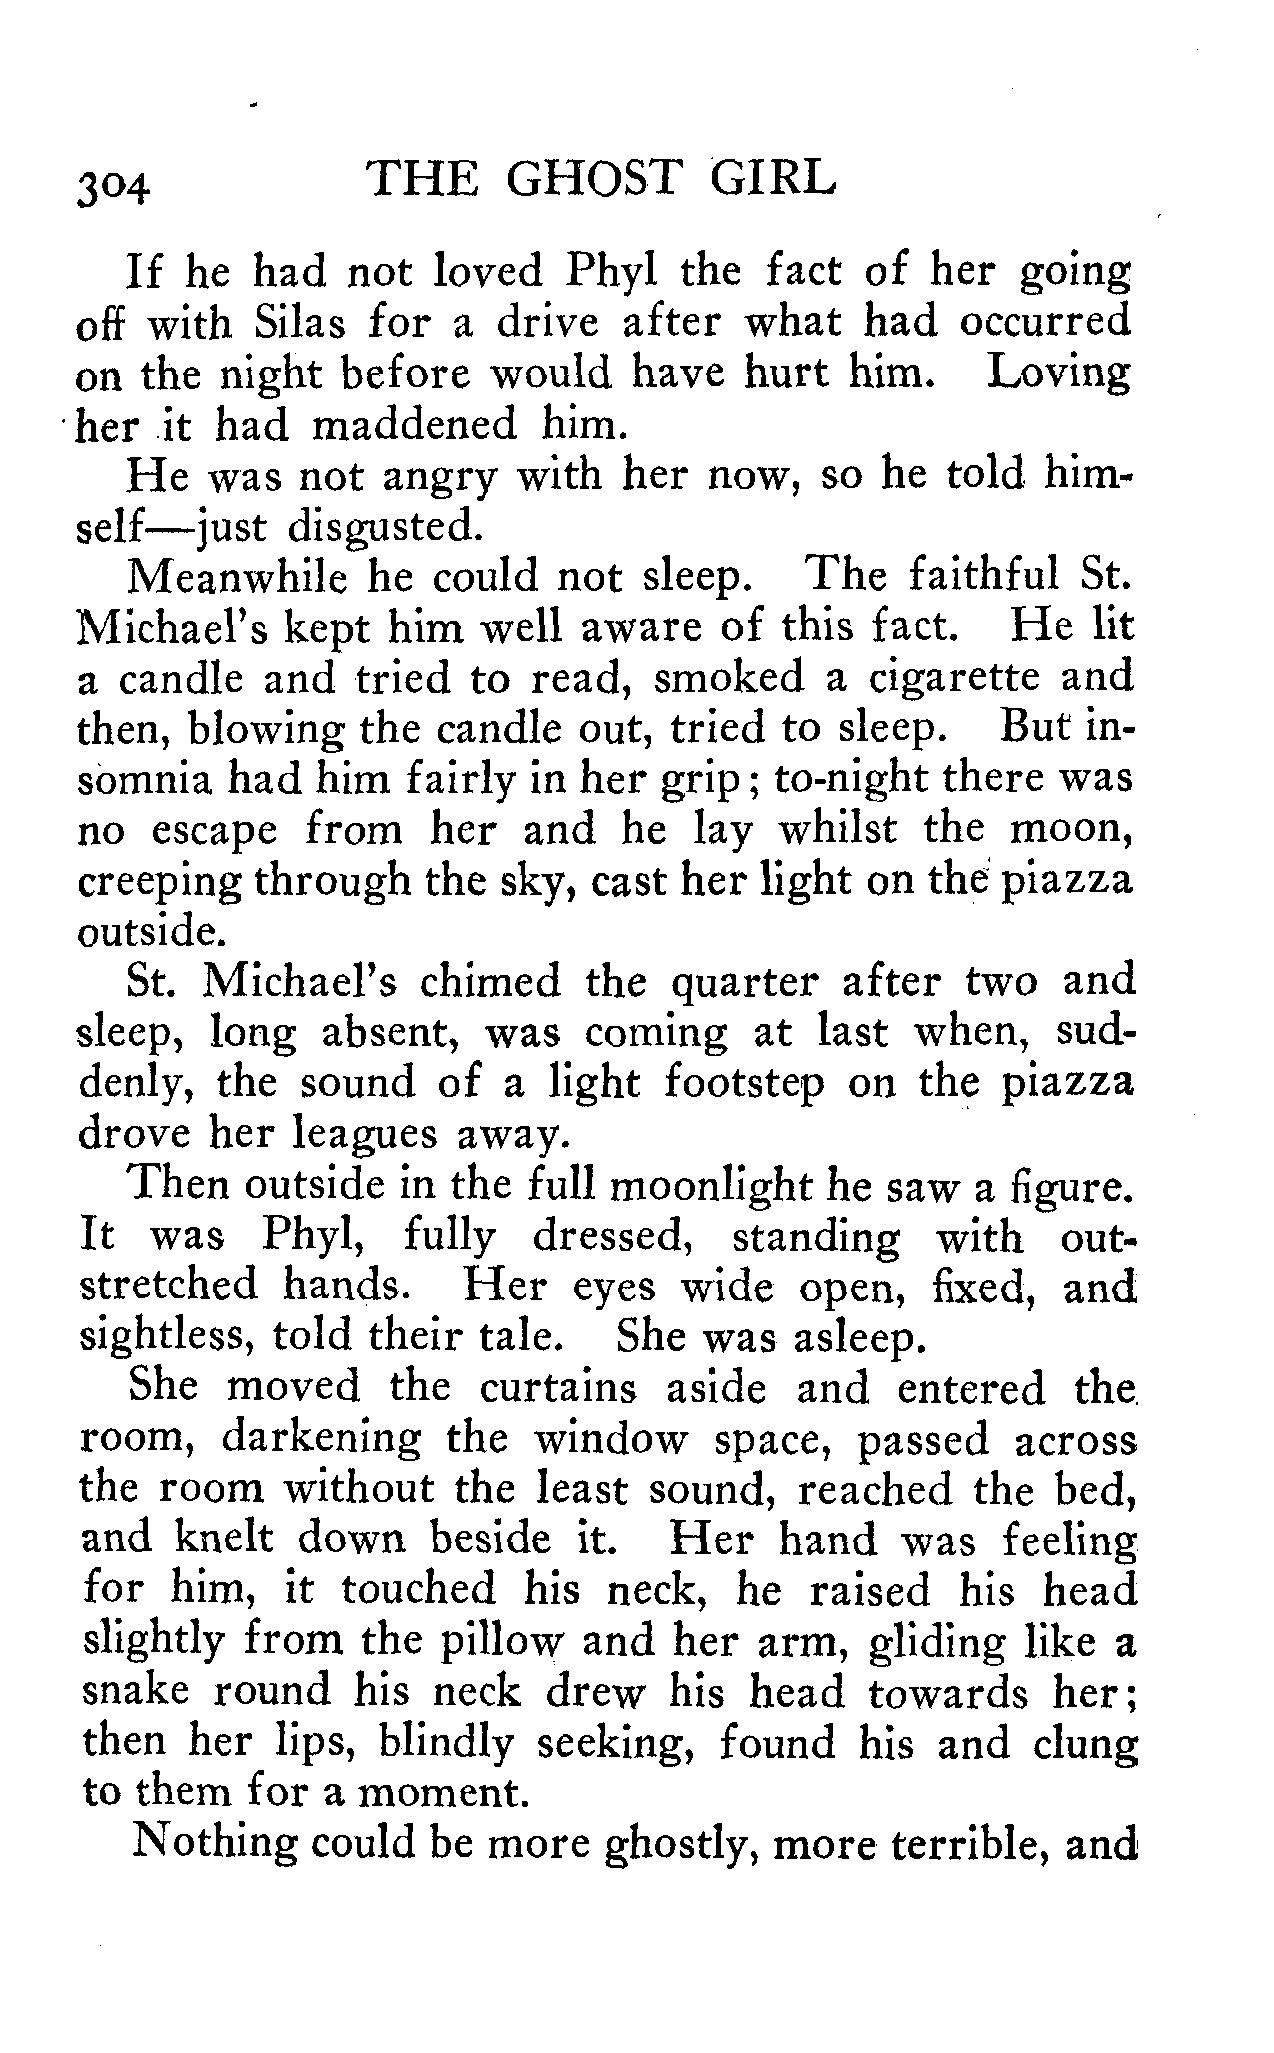 304 THE GHOST GIRL
If he had not loved Phyl the fact of her going
off with Silas for a drive after what had occurred
on the night before would have hurt him. Loving
her it had maddened him.
He was not angry with her now, so he told him-
self—just disgusted.
Meanwhile he could not sleep. The faithful St.
Michael's kept him well aware of this fact. He lit
a candle and tried to read, smoked a cigarette and
then, blowing the candle out, tried to sleep. But in-
somnia had him fairly in her grip; to-night there was
no escape from her and he lay whilst the moon,
creeping through the sky, cast her light on the piazza
outside.
St. Michael's chimed the quarter after two and
sleep, long absent, was coming at last when, sud-
denly, the sound of a light footstep on the piazza
drove her leagues away.
Then outside in the full moonlight he saw a figure.
It was Phyl, fully dressed, standing with out-
stretched hands. Her eyes wide open, fixed, and
sightless, told their tale. She was asleep.
She moved the curtains aside and entered the
room, darkening the window space, passed across
the room without the least sound, reached the bed,
and knelt down beside it. Her hand was feeling
for him, it touched his neck, he raised his head
slightly from the pillow and her arm, gliding like a
snake round his neck drew his head towards her;
then her lips, blindly seeking, found his and clung
to them for a moment.
Nothing could be more ghostly, more terrible, and